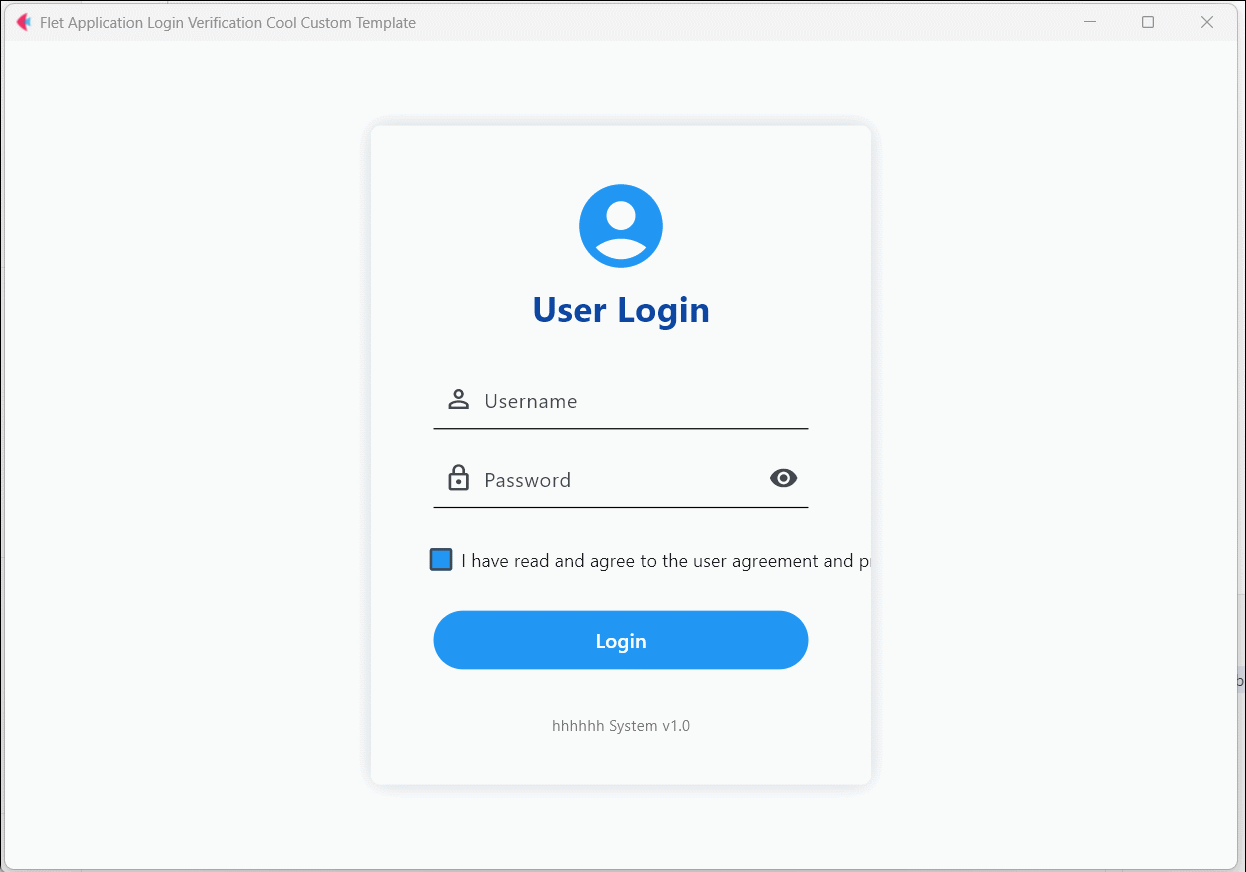 Flet Application Login Verification Cool Custom Template
User Login
Username
Password
I have read and agree to the user agreement and
Login
hhhhhh System v1.0